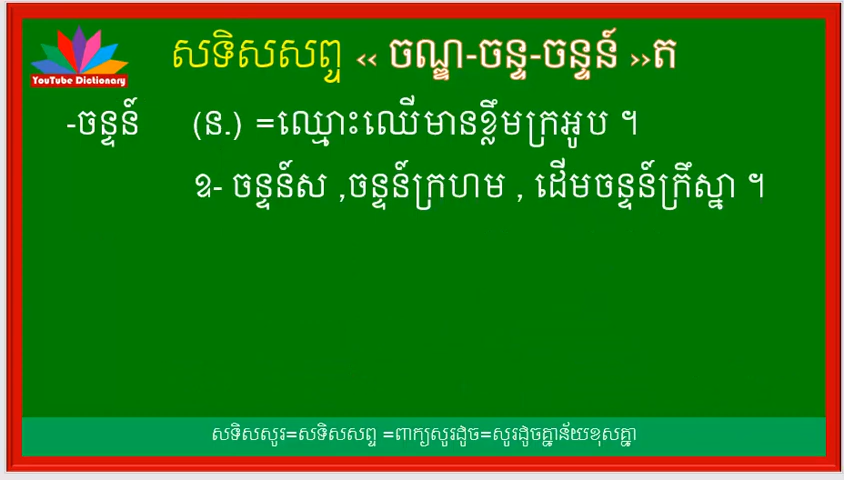 សទិសសព្ទ ‹‹ ចណ្ឌ-ចន្ទ-ចន្ទន៍ ››ត
YouTube Dictionary
-ចន្ទន៍ (ន.) =ឈ្មោះឈើមានខ្លឹមក្រអូប ។
ឧ- ចន្ទន៍ស ,ចន្ទន៍ក្រហម , ដើមចន្ទន៍ក្រឹស្នា ។
សទិសសូរ=សទិសសព្ទ =ពាក្យសូរដូច=សូរដូចគ្នាន័យខុសគ្នា